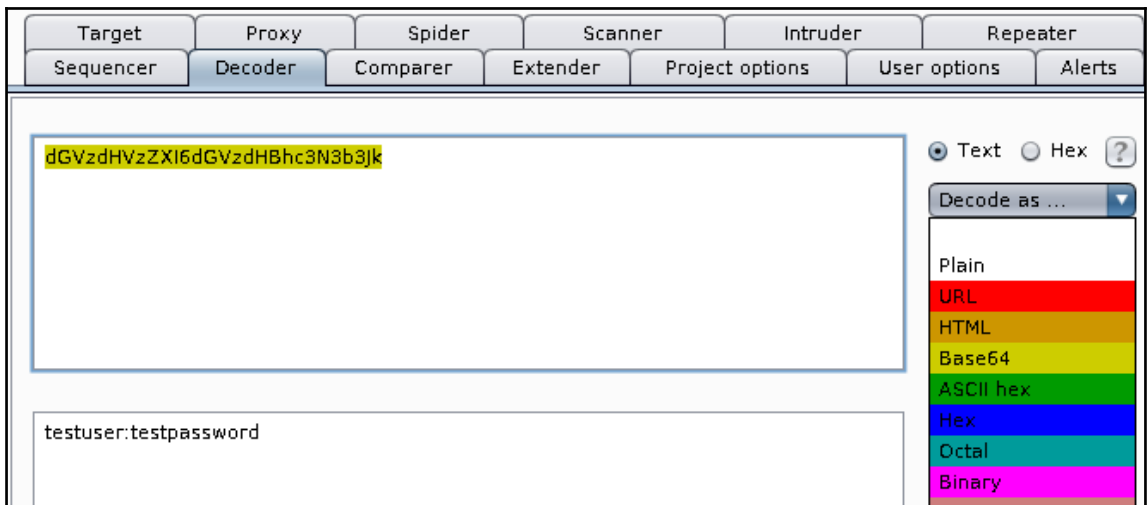 Target Proxy Spider Scanner Intruder Repeater
Sequencer Decoder Comparer Extender Project options User options Alerts
dGVzdHVzZXI6dGVzdHBhc3N3b3Jk
Text Hex ?
Decode as ...
Plain
URL
HTML
Base64
ASCII hex
Hex
testuser:testpassword
Octal
Binary